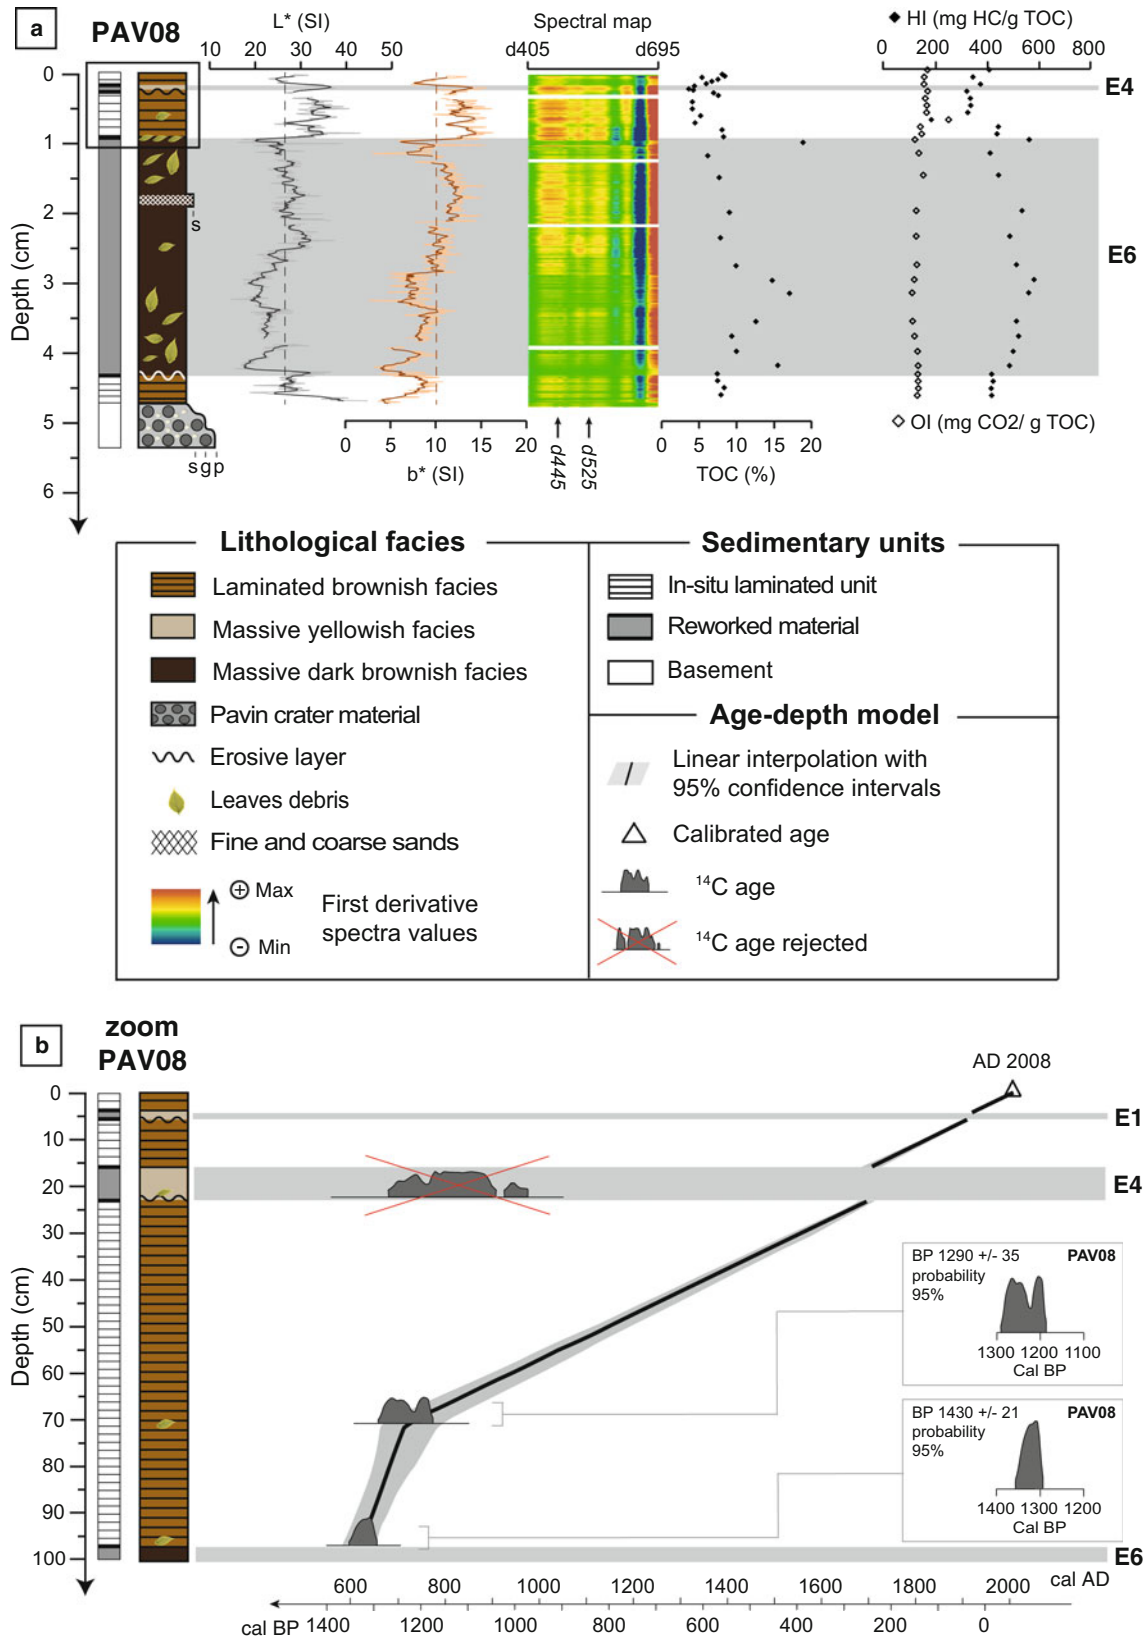 a
PAV08
L* (SI)
10 20 30 40 50
Spectral map
d405 d695
HI (mg HC/g TOC)
0 200 400 600 800
E4
E6
Depth (cm)
0
1
2
3
4
5
6
s
s g p
0 5 10 15 20
b* (SI)
d445
d525
0 5 10 15 20
TOC (%)
OI (mg CO2/ g TOC)
Lithological facies
Laminated brownish facies
Massive yellowish facies
Massive dark brownish facies
Pavin crater material
Erosive layer
Leaves debris
Fine and coarse sands
+ Max
- Min
First derivative
spectra values
Sedimentary units
In-situ laminated unit
Reworked material
Basement
Age-depth model
Linear interpolation with
95% confidence intervals
Calibrated age
14C age
14C age rejected
b
zoom
PAV08
AD 2008
E1
E4
E6
Depth (cm)
0
10
20
30
40
50
60
70
80
90
100
BP 1290 +/- 35 PAV08
probability
95%
1300 1200 1100
Cal BP
BP 1430 +/- 21 PAV08
probability
95%
1400 1300 1200
Cal BP
600 800 1000 1200 1400 1600 1800 2000 cal AD
cal BP 1400 1200 1000 800 600 400 200 0